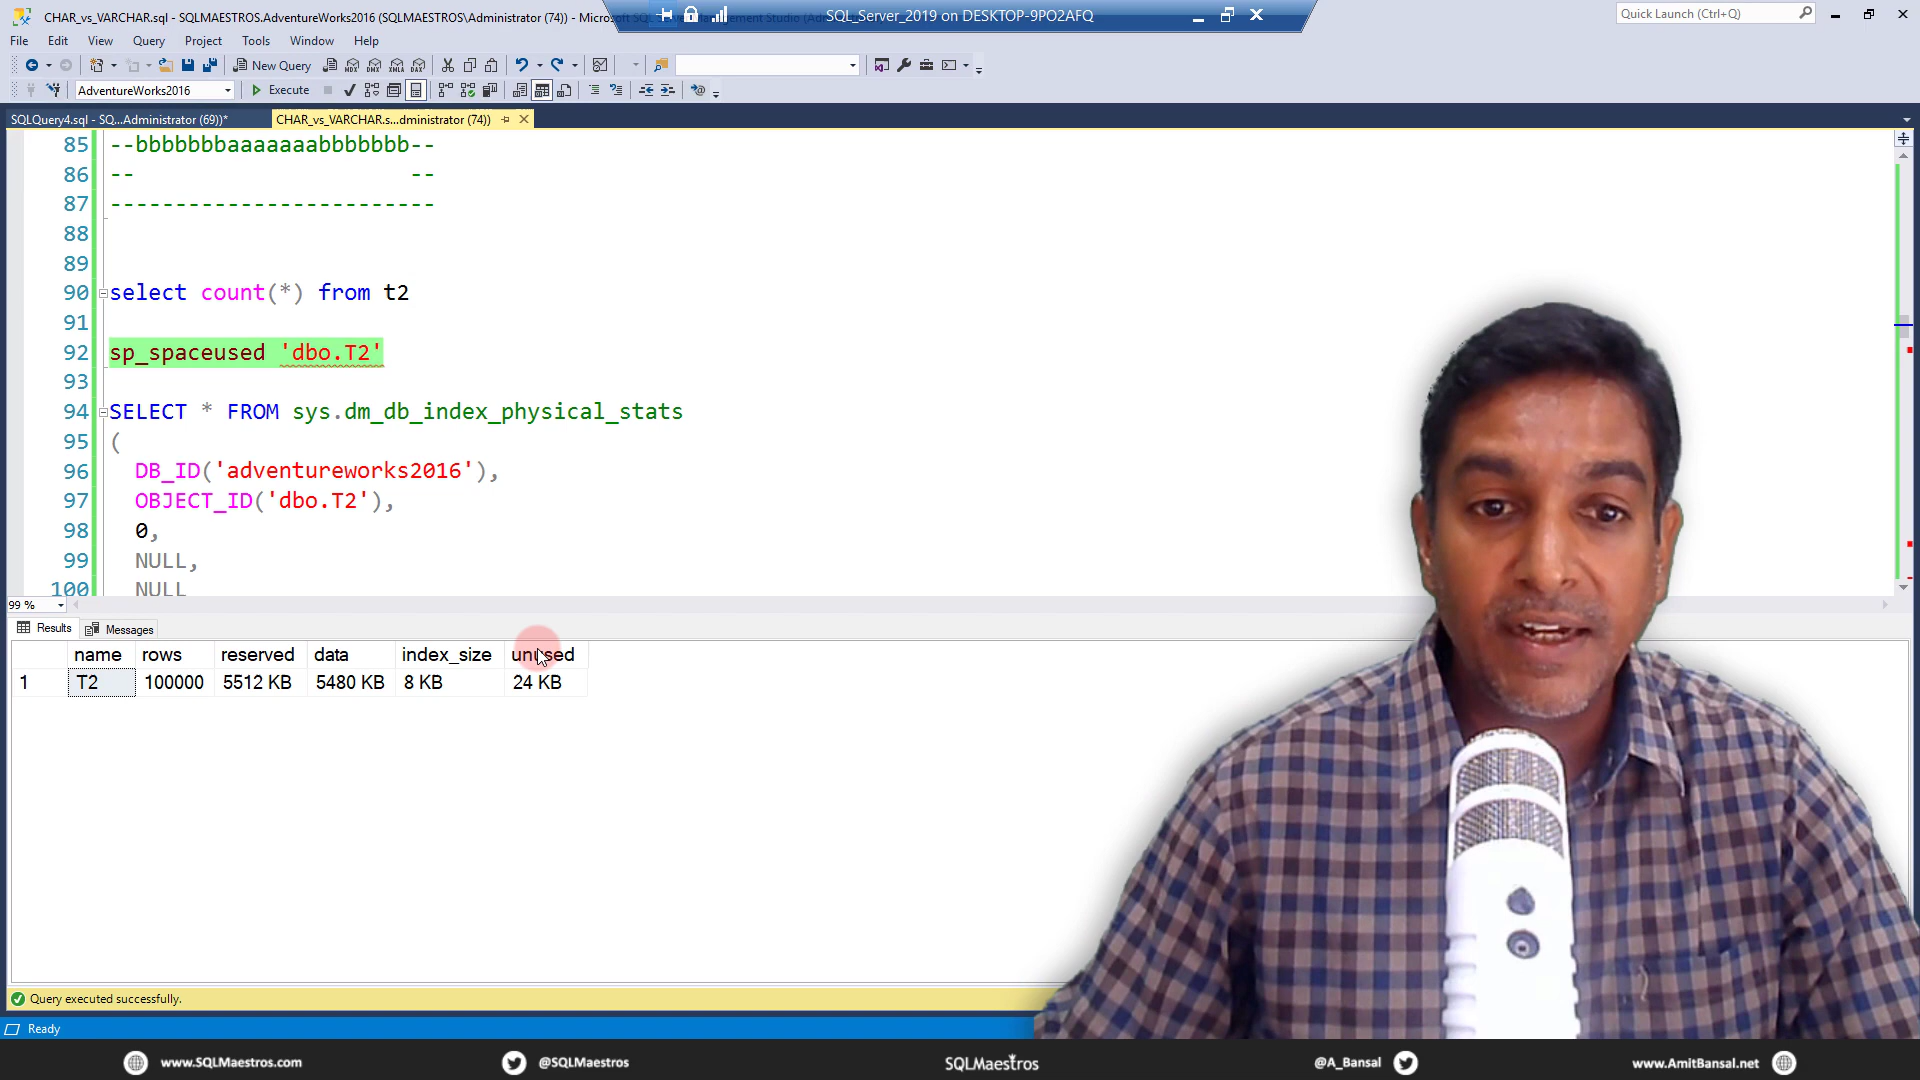 CHAR_vs_VARCHAR.sql - SQLMAESTROS.AdventureWorks2016 (SQLMAESTROS\Administrator (74)) - Micros
SQL_Server_2019 on DESKTOP-9PO2AFQ
Quick Launch (Ctrl+Q)
File Edit View Query Project Tools Window Help
New Query
MDX DMX XMLA DAX
AdventureWorks2016
Execute
SQLQuery4.sql - SQ...Administrator (69))*
CHAR_vs_VARCHAR.s...dministrator (74))
85 --bbbbbbbaaaaaaabbbbbbb--
86 -- --
87 -------------------------
88
89
90 select count(*) from t2
91
92 sp_spaceused 'dbo.T2'
93
94 SELECT * FROM sys.dm_db_index_physical_stats
95 (
96 DB_ID('adventureworks2016'),
97 OBJECT_ID('dbo.T2'),
98 0,
99 NULL,
100 NULL
99 %
Results Messages
name rows reserved data index_size unused
1 T2 100000 5512 KB 5480 KB 8 KB 24 KB
Query executed successfully.
Ready
www.SQLMaestros.com
@SQLMaestros
SQLMaestros
@A_Bansal
www.AmitBansal.net